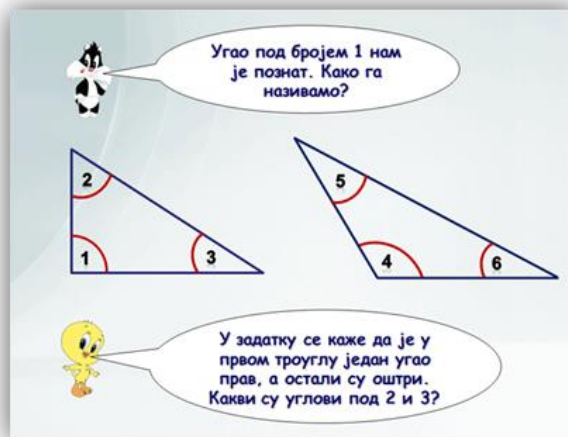 Угао под бројем 1 нам
је познат. Како га
називамо?
2
5
1
3
4
6
У задатку се каже да је у
првом троуглу један угао
прав, а остали су оштри.
Какви су углови под 2 и 3?